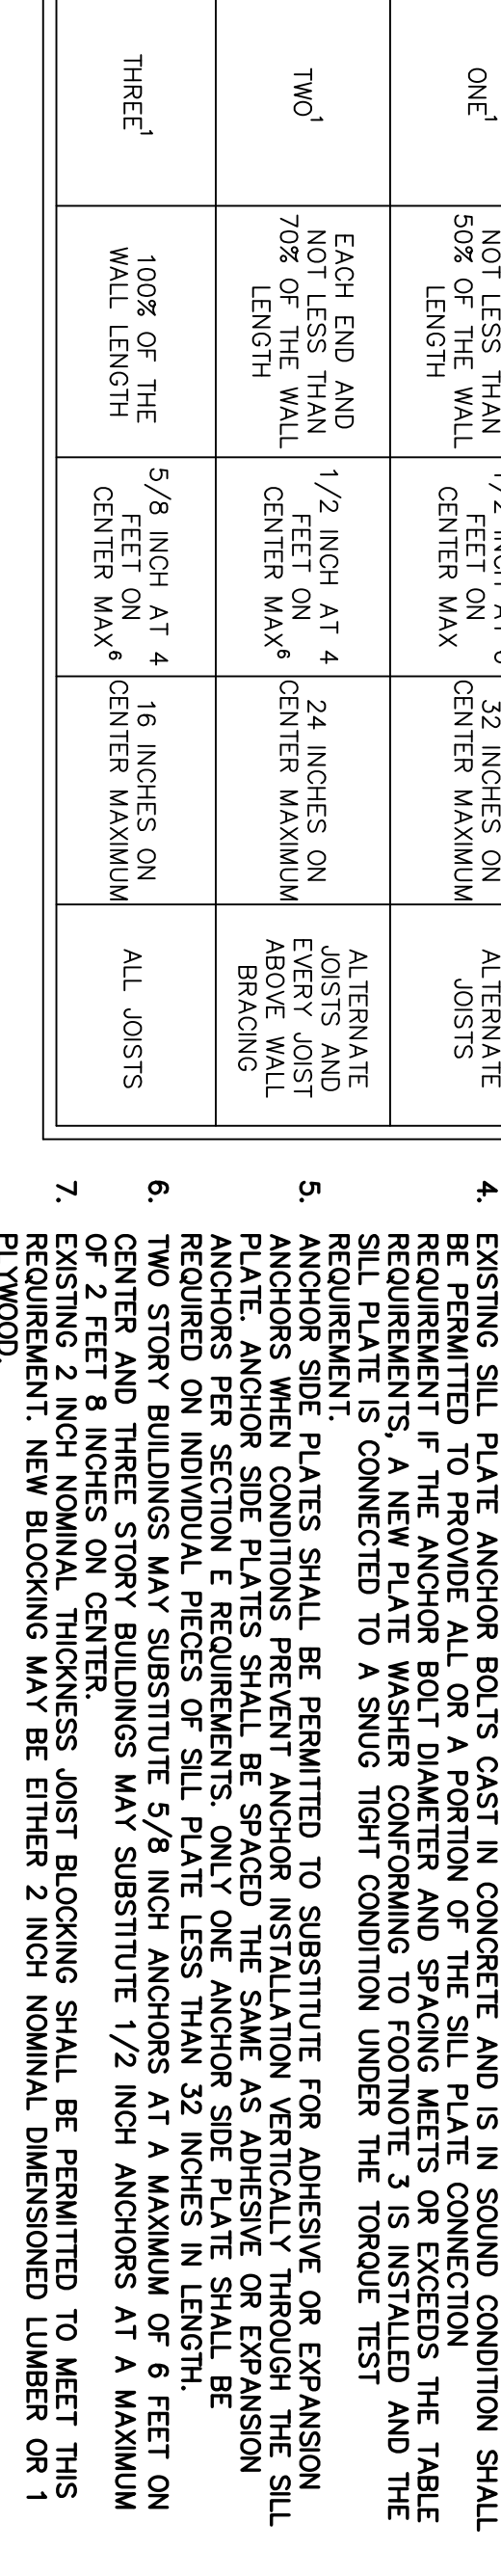 ONE¹
NOT LESS THAN
50% OF THE WALL
LENGTH
FEET ON
CENTER MAX
32 INCHES ON
CENTER MAXIMUM
ALTERNATE
JOISTS
TWO¹
EACH END AND
NOT LESS THAN
70% OF THE WALL
LENGTH
1/2 INCH AT 4
FEET ON
CENTER MAX⁶
24 INCHES ON
CENTER MAXIMUM
ALTERNATE
JOISTS AND
EVERY JOIST
ABOVE WALL
BRACING
THREE¹
100% OF THE
WALL LENGTH
5/8 INCH AT 4
FEET ON
CENTER MAX⁶
16 INCHES ON
CENTER MAXIMUM
ALL JOISTS
4. EXISTING SILL PLATE ANCHOR BOLTS CAST IN CONCRETE AND IS IN SOUND CONDITION SHALL
BE PERMITTED TO PROVIDE ALL OR A PORTION OF THE SILL PLATE CONNECTION
REQUIREMENT IF THE ANCHOR BOLT DIAMETER AND SPACING MEETS OR EXCEEDS THE TABLE
REQUIREMENTS, A NEW PLATE WASHER CONFORMING TO FOOTNOTE 3 IS INSTALLED AND THE
SILL PLATE IS CONNECTED TO A SNUG TIGHT CONDITION UNDER THE TORQUE TEST
REQUIREMENT.
5. ANCHOR SIDE PLATES SHALL BE PERMITTED TO SUBSTITUTE FOR ADHESIVE OR EXPANSION
ANCHORS WHEN CONDITIONS PREVENT ANCHOR INSTALLATION VERTICALLY THROUGH THE SILL
PLATE. ANCHOR SIDE PLATES SHALL BE SPACED THE SAME AS ADHESIVE OR EXPANSION
ANCHORS PER SECTION E REQUIREMENTS. ONLY ONE ANCHOR SIDE PLATE SHALL BE
REQUIRED ON INDIVIDUAL PIECES OF SILL PLATE LESS THAN 32 INCHES IN LENGTH.
6. TWO STORY BUILDINGS MAY SUBSTITUTE 5/8 INCH ANCHORS AT A MAXIMUM OF 6 FEET ON
CENTER AND THREE STORY BUILDINGS MAY SUBSTITUTE 1/2 INCH ANCHORS AT A MAXIMUM
OF 2 FEET 8 INCHES ON CENTER.
7. EXISTING 2 INCH NOMINAL THICKNESS JOIST BLOCKING SHALL BE PERMITTED TO MEET THIS
REQUIREMENT. NEW BLOCKING MAY BE EITHER 2 INCH NOMINAL DIMENSIONED LUMBER OR 1
PLYWOOD.